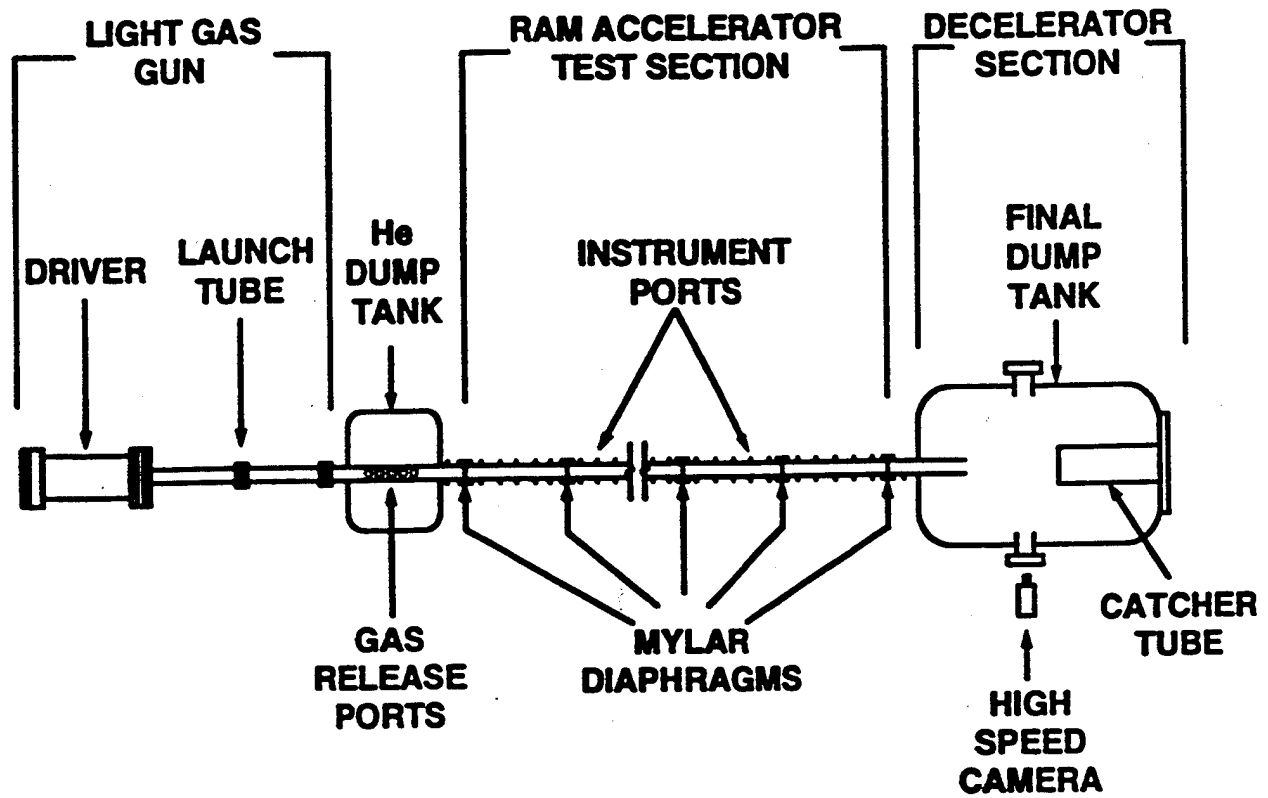 LIGHT GAS
GUN
RAM ACCELERATOR
TEST SECTION
DECELERATOR
SECTION
DRIVER
LAUNCH
TUBE
He
DUMP
TANK
INSTRUMENT
PORTS
FINAL
DUMP
TANK
GAS
RELEASE
PORTS
MYLAR
DIAPHRAGMS
CATCHER
TUBE
HIGH
SPEED
CAMERA